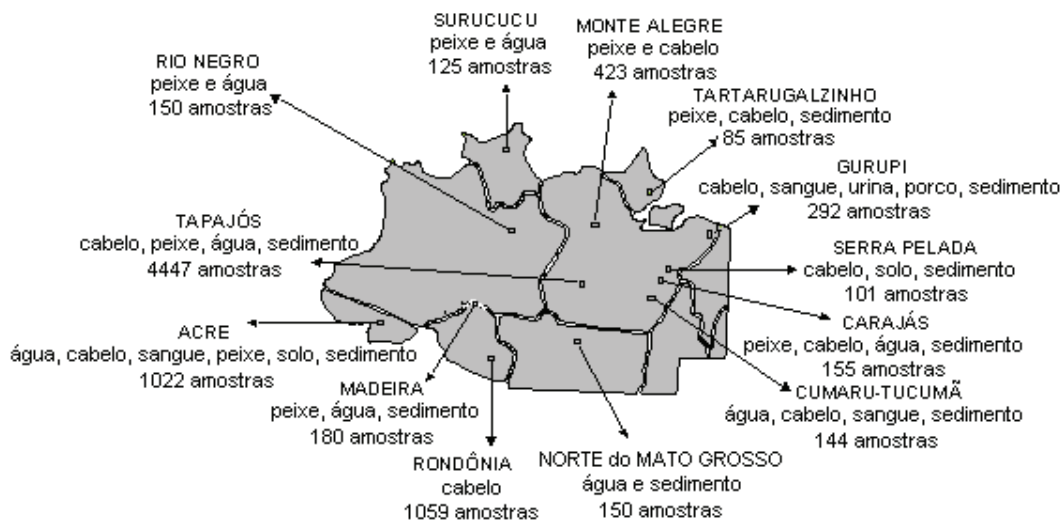 SURUCUCU
peixe e água
125 amostras
MONTE ALEGRE
peixe e cabelo
423 amostras
RIO NEGRO
peixe e água
150 amostras
TARTARUGALZINHO
peixe, cabelo, sedimento
85 amostras
GURUPI
cabelo, sangue, urina, porco, sedimento
292 amostras
TAPAJÓS
cabelo, peixe, água, sedimento
4447 amostras
SERRA PELADA
cabelo, solo, sedimento
101 amostras
CARAJÁS
peixe, cabelo, água, sedimento
155 amostras
ACRE
água, cabelo, sangue, peixe, solo, sedimento
1022 amostras
MADEIRA
peixe, água, sedimento
180 amostras
CUMARU-TUCUMÃ
água, cabelo, sangue, sedimento
144 amostras
RONDÔNIA
cabelo
1059 amostras
NORTE do MATO GROSSO
água e sedimento
150 amostras